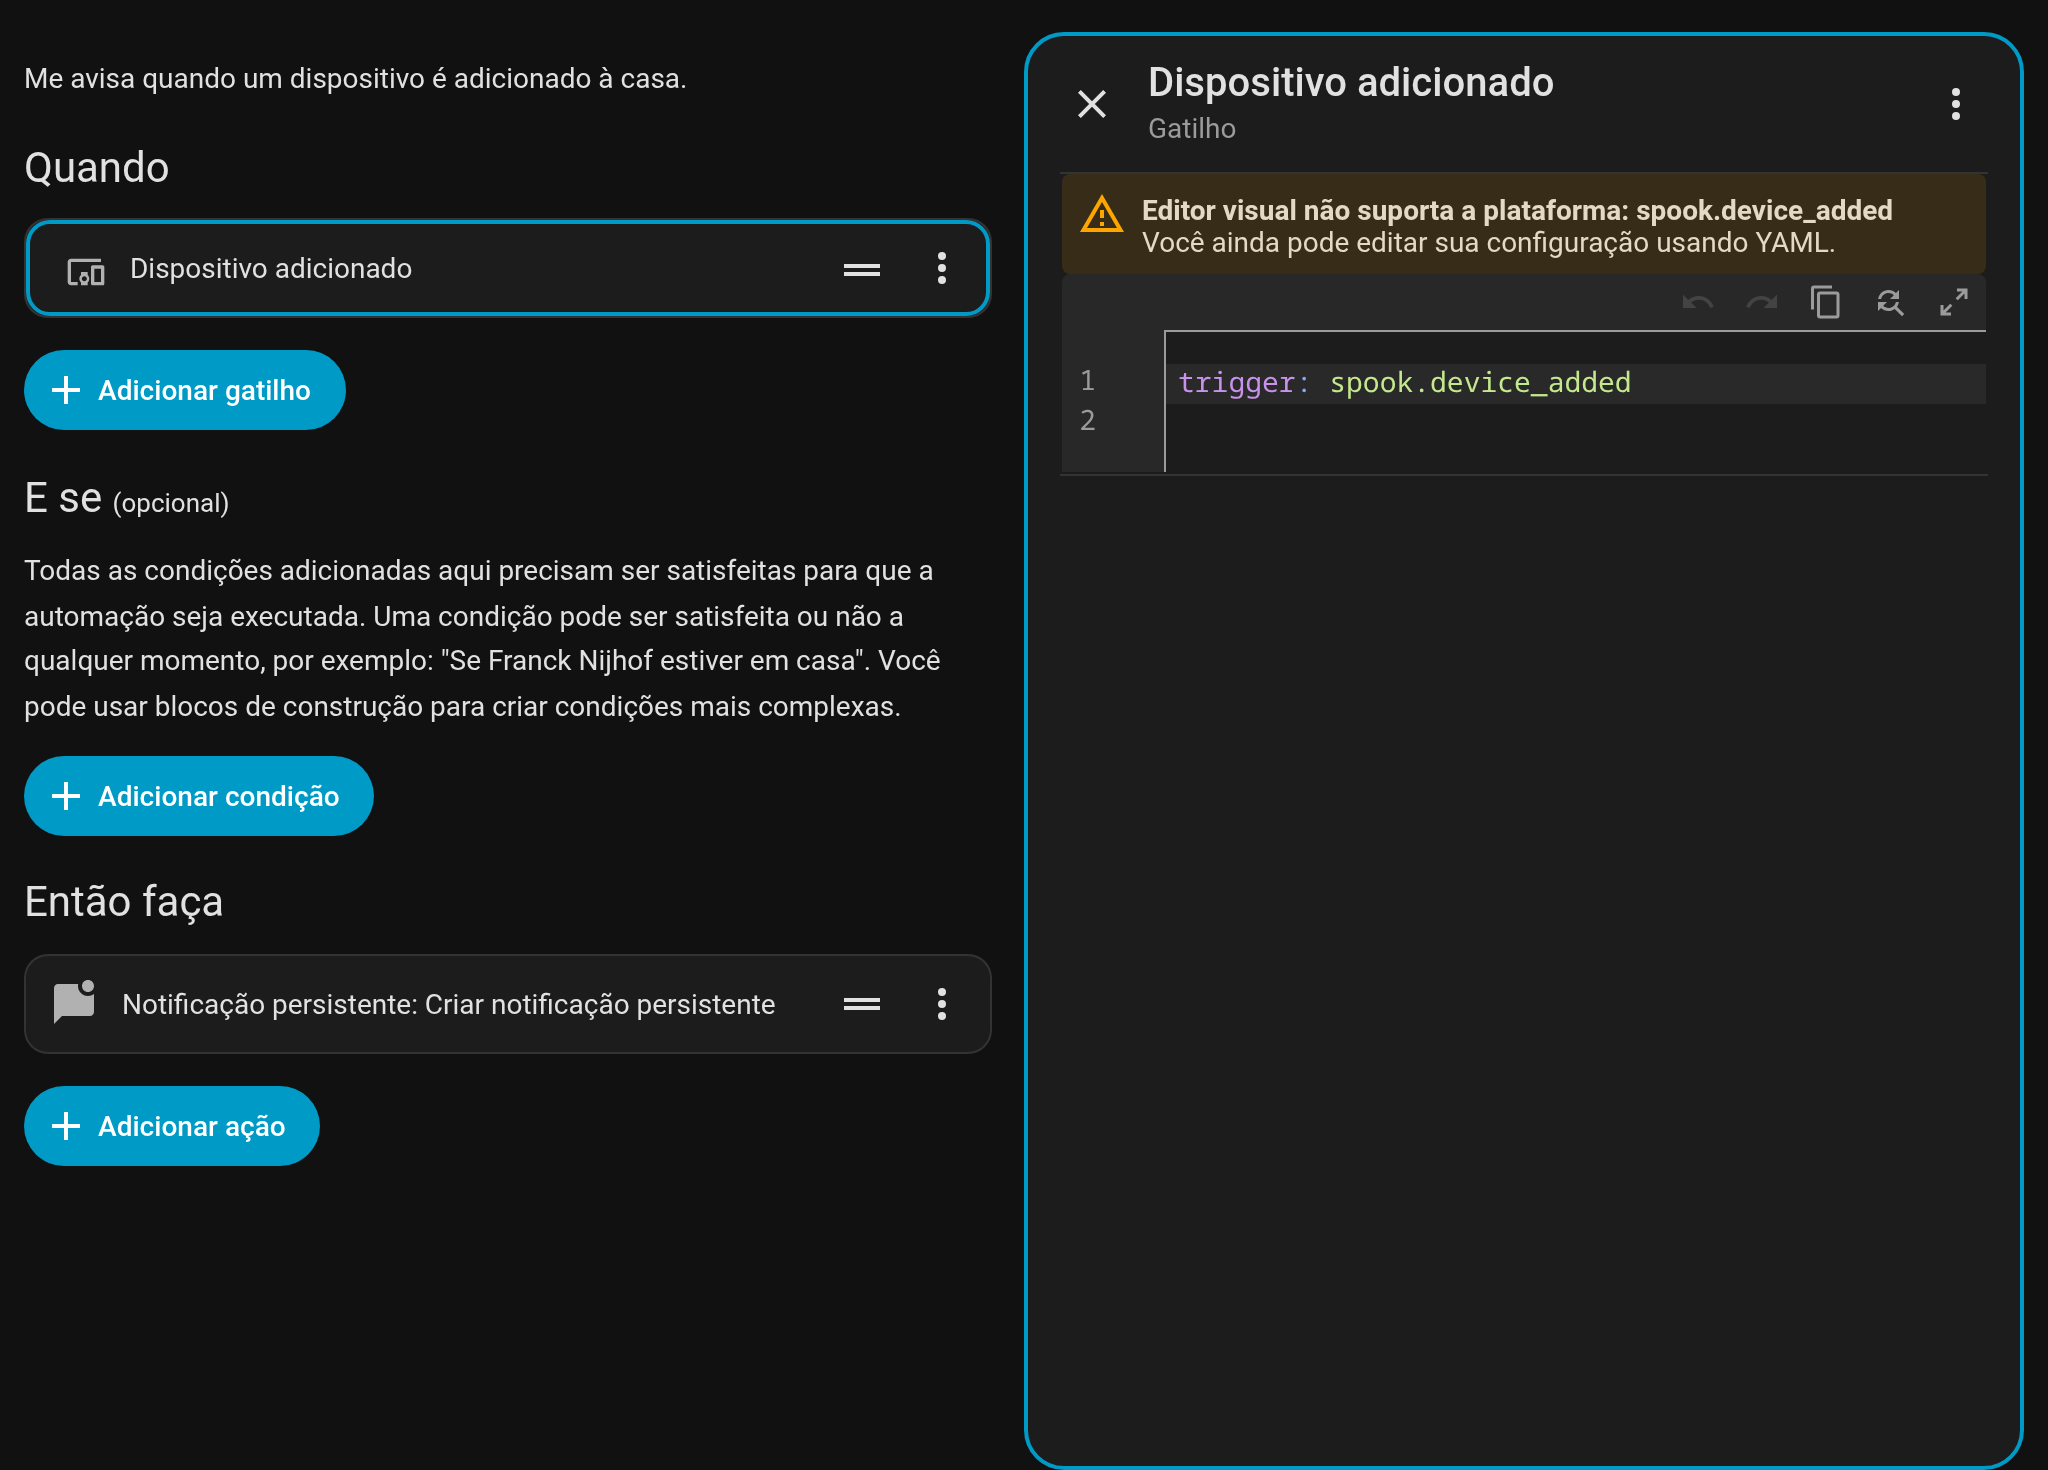 Me avisa quando um dispositivo é adicionado à casa.
Quando
Dispositivo adicionado
Adicionar gatilho
E se (opcional)
Todas as condições adicionadas aqui precisam ser satisfeitas para que a
automação seja executada. Uma condição pode ser satisfeita ou não a
qualquer momento, por exemplo: "Se Franck Nijhof estiver em casa". Você
pode usar blocos de construção para criar condições mais complexas.
Adicionar condição
Então faça
Notificação persistente: Criar notificação persistente
Adicionar ação
Dispositivo adicionado
Gatilho
Editor visual não suporta a plataforma: spook.device_added
Você ainda pode editar sua configuração usando YAML.
1 trigger: spook.device_added
2